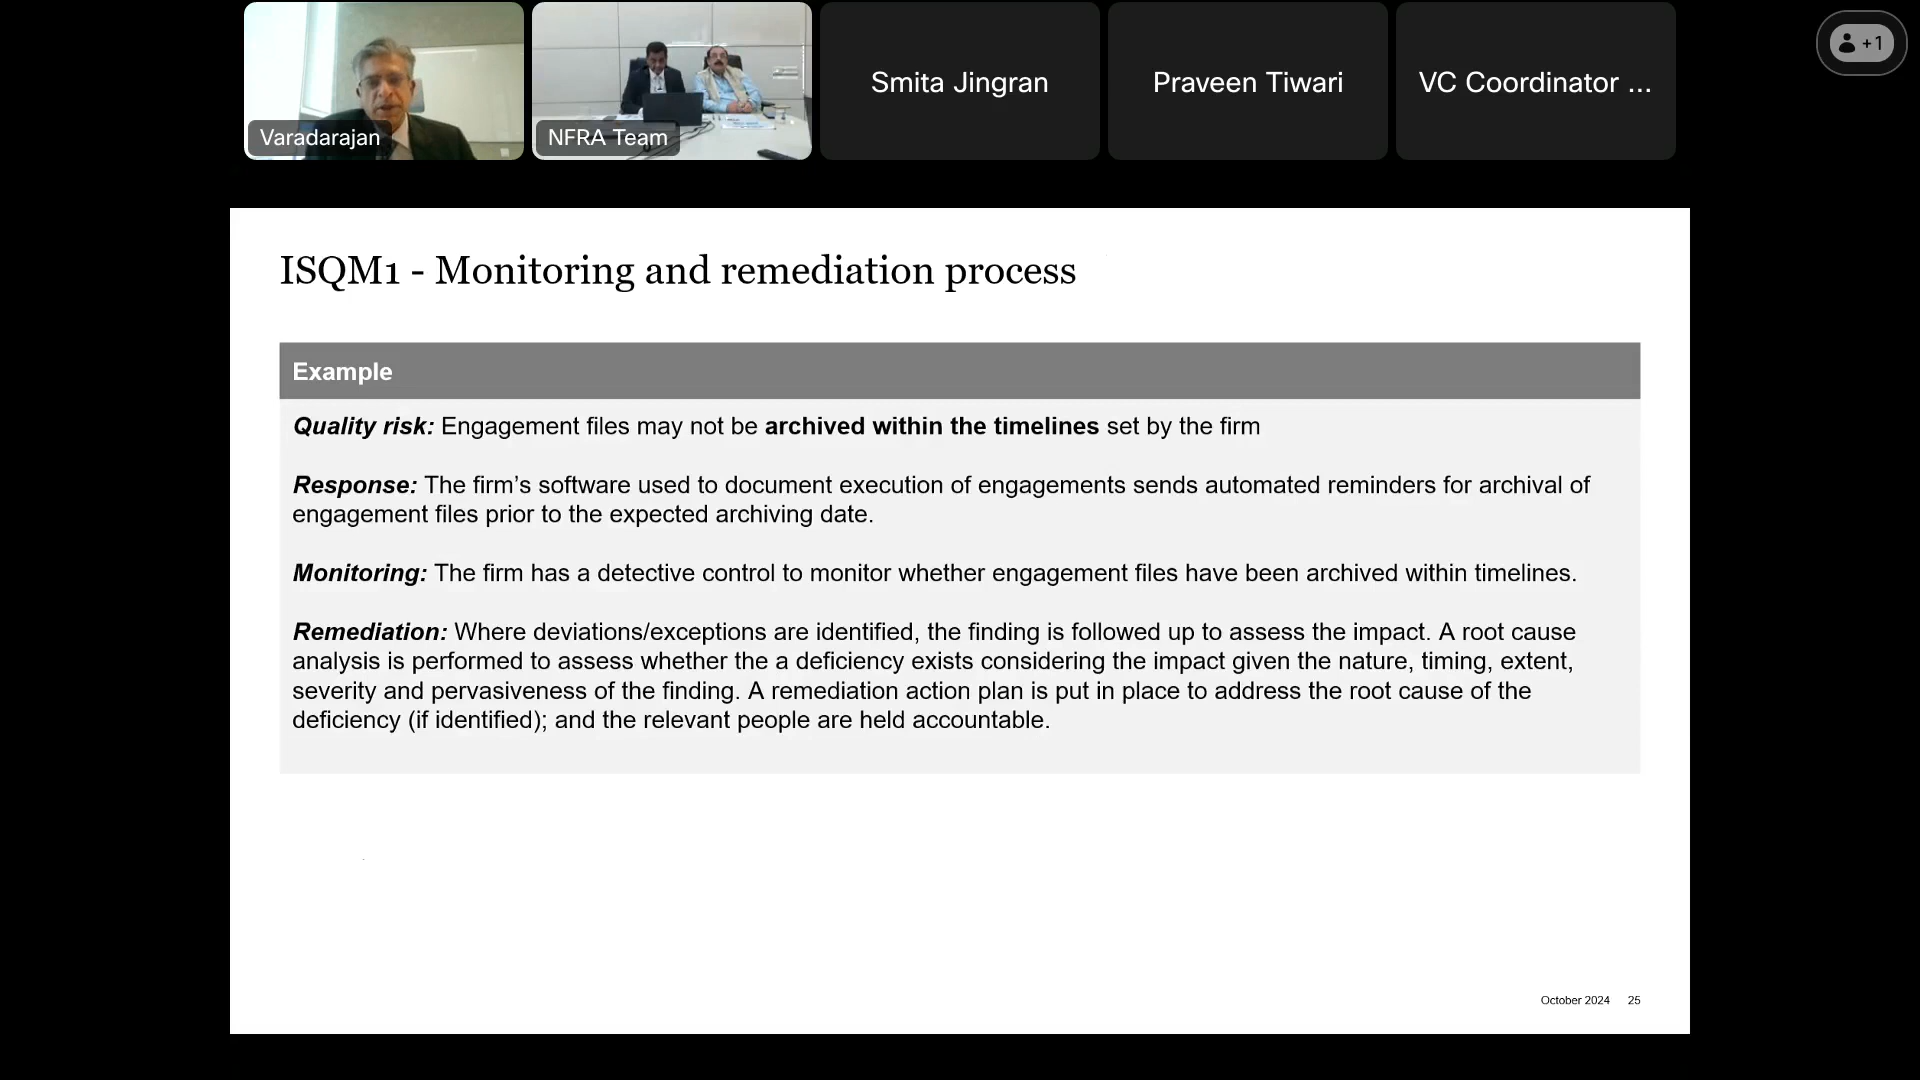 Varadarajan
NFRA Team
Smita Jingran
Praveen Tiwari
VC Coordinator ...
+1
ISQM1 - Monitoring and remediation process
Example
Quality risk: Engagement files may not be archived within the timelines set by the firm
Response: The firm’s software used to document execution of engagements sends automated reminders for archival of
engagement files prior to the expected archiving date.
Monitoring: The firm has a detective control to monitor whether engagement files have been archived within timelines.
Remediation: Where deviations/exceptions are identified, the finding is followed up to assess the impact. A root cause
analysis is performed to assess whether the a deficiency exists considering the impact given the nature, timing, extent,
severity and pervasiveness of the finding. A remediation action plan is put in place to address the root cause of the
deficiency (if identified); and the relevant people are held accountable.
October 2024 25